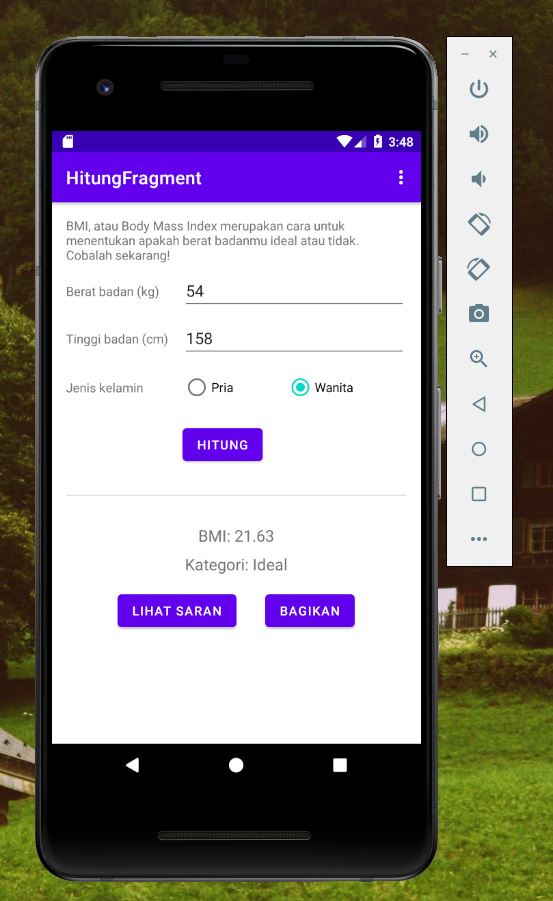 3:48
HitungFragment
BMI, atau Body Mass Index merupakan cara untuk
menentukan apakah berat badanmu ideal atau tidak.
Cobalah sekarang!
Berat badan (kg) 54
Tinggi badan (cm) 158
Jenis kelamin Pria Wanita
HITUNG
BMI: 21.63
Kategori: Ideal
LIHAT SARAN BAGIKAN